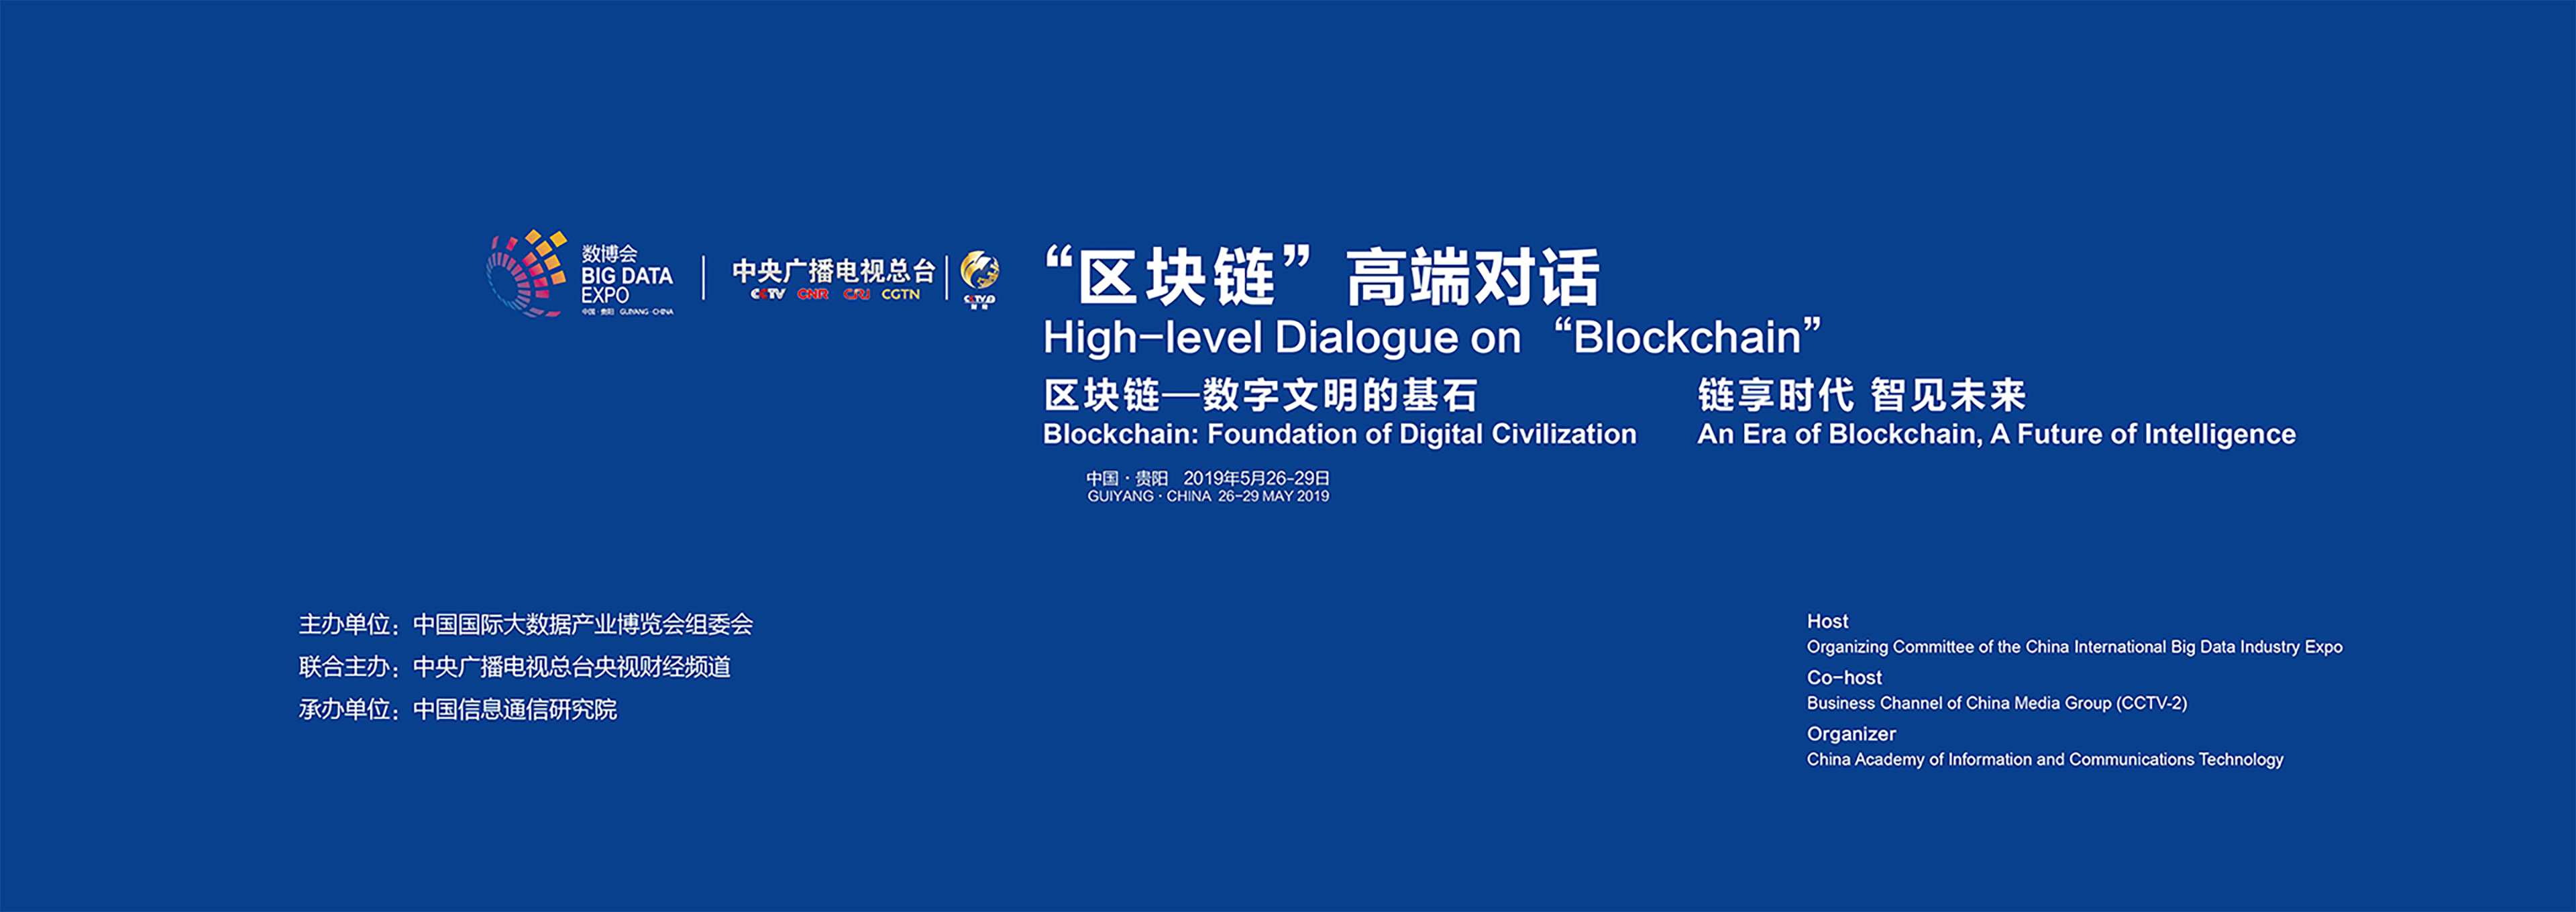 数博会
BIG DATA
EXPO
中国·贵阳 GUIYANG·CHINA
中央广播电视总台
CCTV CNR CRI CGTN
CCTV 2
财经
“区块链”高端对话
High-level Dialogue on “Blockchain”
区块链—数字文明的基石
Blockchain: Foundation of Digital Civilization
链享时代 智见未来
An Era of Blockchain, A Future of Intelligence
中国·贵阳 2019年5月26-29日
GUIYANG·CHINA 26-29 MAY 2019
主办单位：中国国际大数据产业博览会组委会
联合主办：中央广播电视总台央视财经频道
承办单位：中国信息通信研究院
Host
Organizing Committee of the China International Big Data Industry Expo
Co-host
Business Channel of China Media Group (CCTV-2)
Organizer
China Academy of Information and Communications Technology